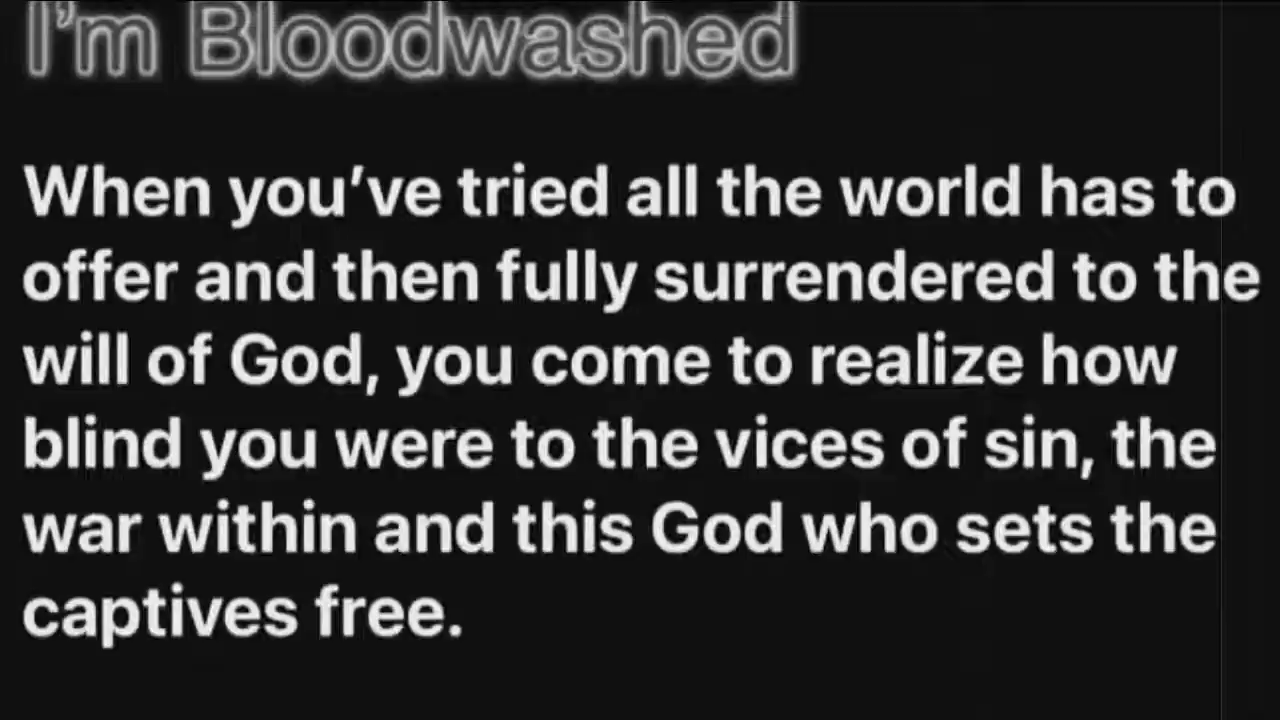 I’m Bloodwashed
When you’ve tried all the world has to
offer and then fully surrendered to the
will of God, you come to realize how
blind you were to the vices of sin, the
war within and this God who sets the
captives free.